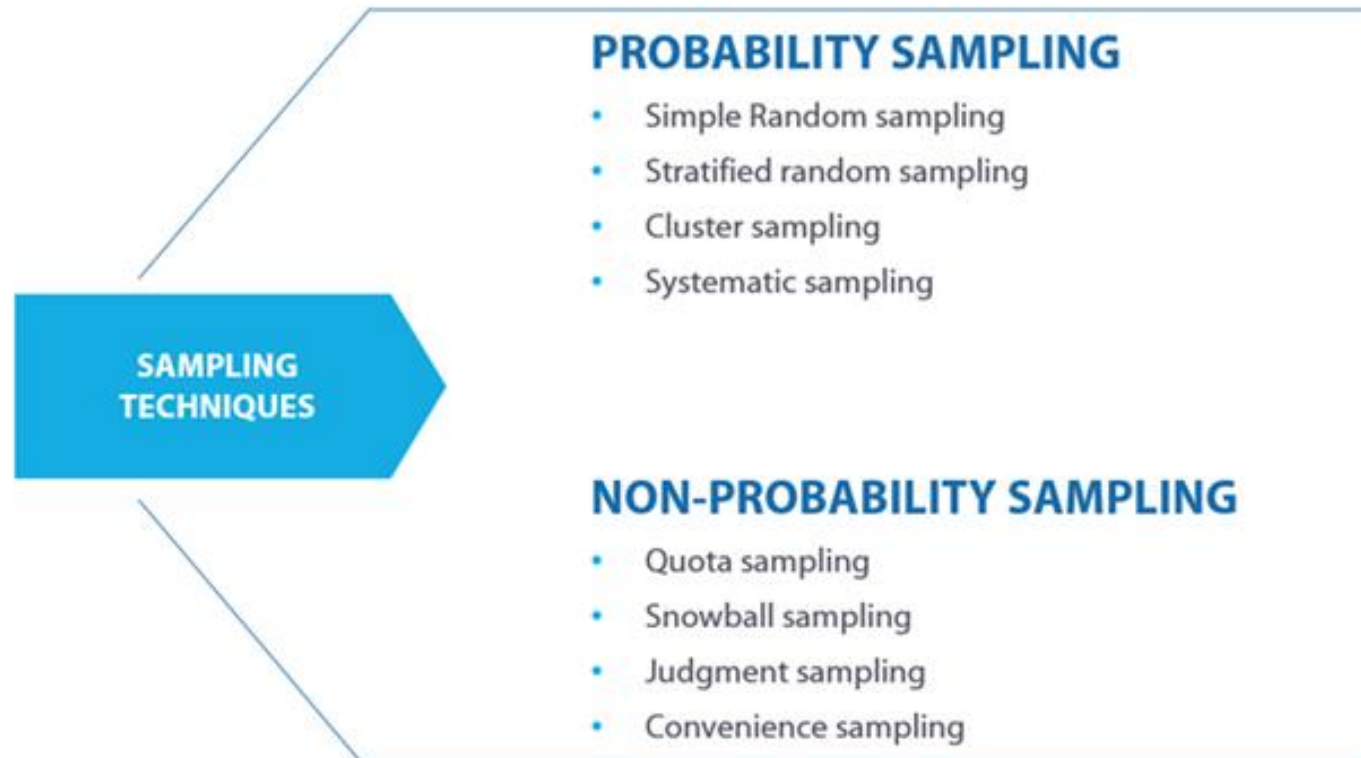 PROBABILITY SAMPLING
• Simple Random sampling
• Stratified random sampling
• Cluster sampling
• Systematic sampling
SAMPLING
TECHNIQUES
NON-PROBABILITY SAMPLING
• Quota sampling
• Snowball sampling
• Judgment sampling
• Convenience sampling